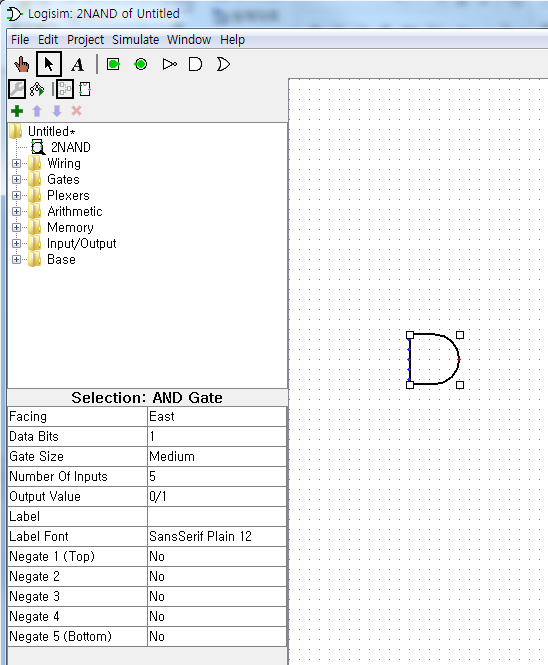 Logisim: 2NAND of Untitled
File Edit Project Simulate Window Help
A
Untitled*
2NAND
Wiring
Gates
Plexers
Arithmetic
Memory
Input/Output
Base
Selection: AND Gate
Facing East
Data Bits 1
Gate Size Medium
Number Of Inputs 5
Output Value 0/1
Label
Label Font SansSerif Plain 12
Negate 1 (Top) No
Negate 2 No
Negate 3 No
Negate 4 No
Negate 5 (Bottom) No